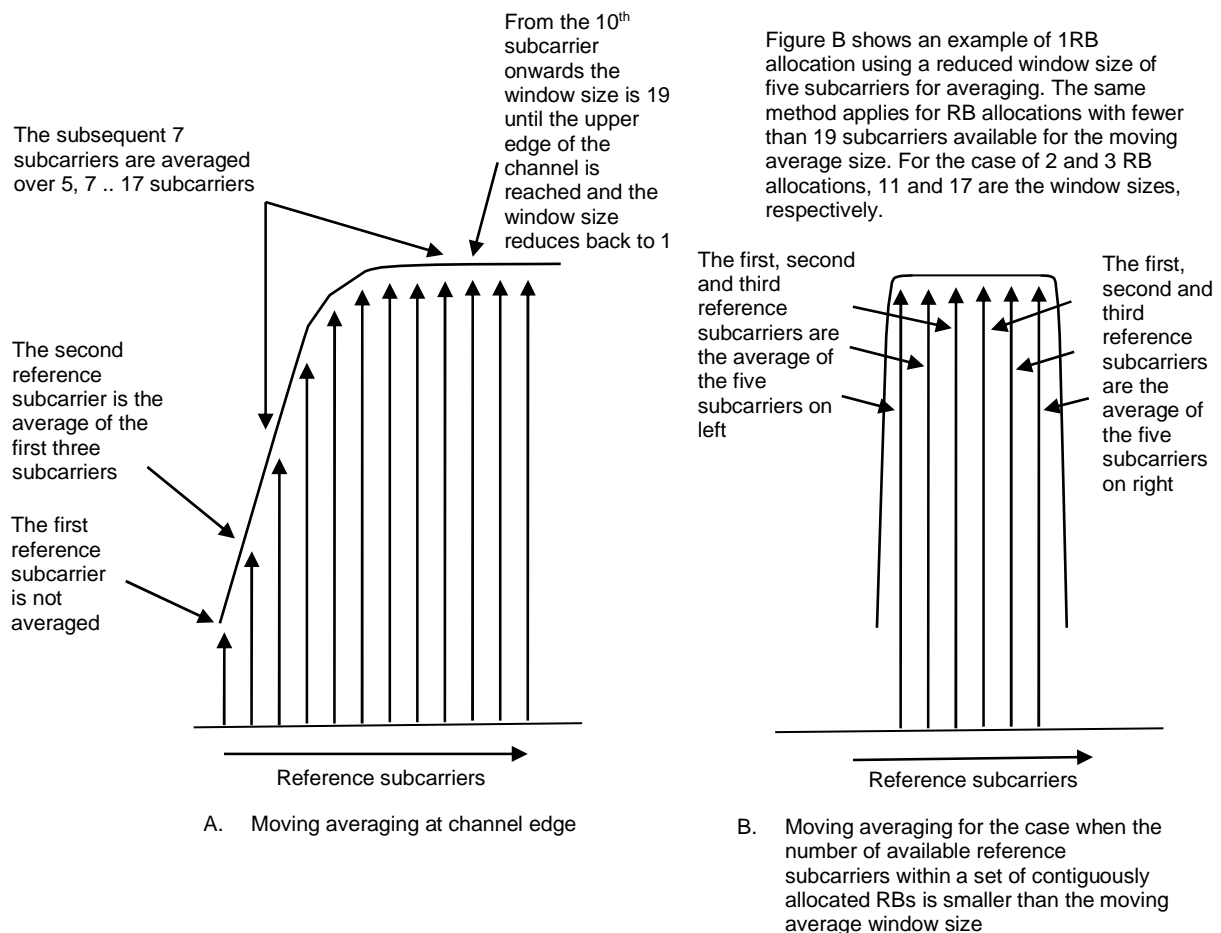 From the 10th
subcarrier
onwards the
window size is 19
until the upper
edge of the
channel is
reached and the
window size
reduces back to 1
The subsequent 7
subcarriers are averaged
over 5, 7 .. 17 subcarriers
The second
reference
subcarrier is the
average of the
first three
subcarriers
The first
reference
subcarrier
is not
averaged
Reference subcarriers
A. Moving averaging at channel edge
Figure B shows an example of 1RB
allocation using a reduced window size of
five subcarriers for averaging. The same
method applies for RB allocations with fewer
than 19 subcarriers available for the moving
average size. For the case of 2 and 3 RB
allocations, 11 and 17 are the window sizes,
respectively.
The first, second
and third
reference
subcarriers are
the average of
the five
subcarriers on
left
The first,
second and
third
reference
subcarriers
are the
average of
the five
subcarriers
on right
Reference subcarriers
B. Moving averaging for the case when the
number of available reference
subcarriers within a set of contiguously
allocated RBs is smaller than the moving
average window size